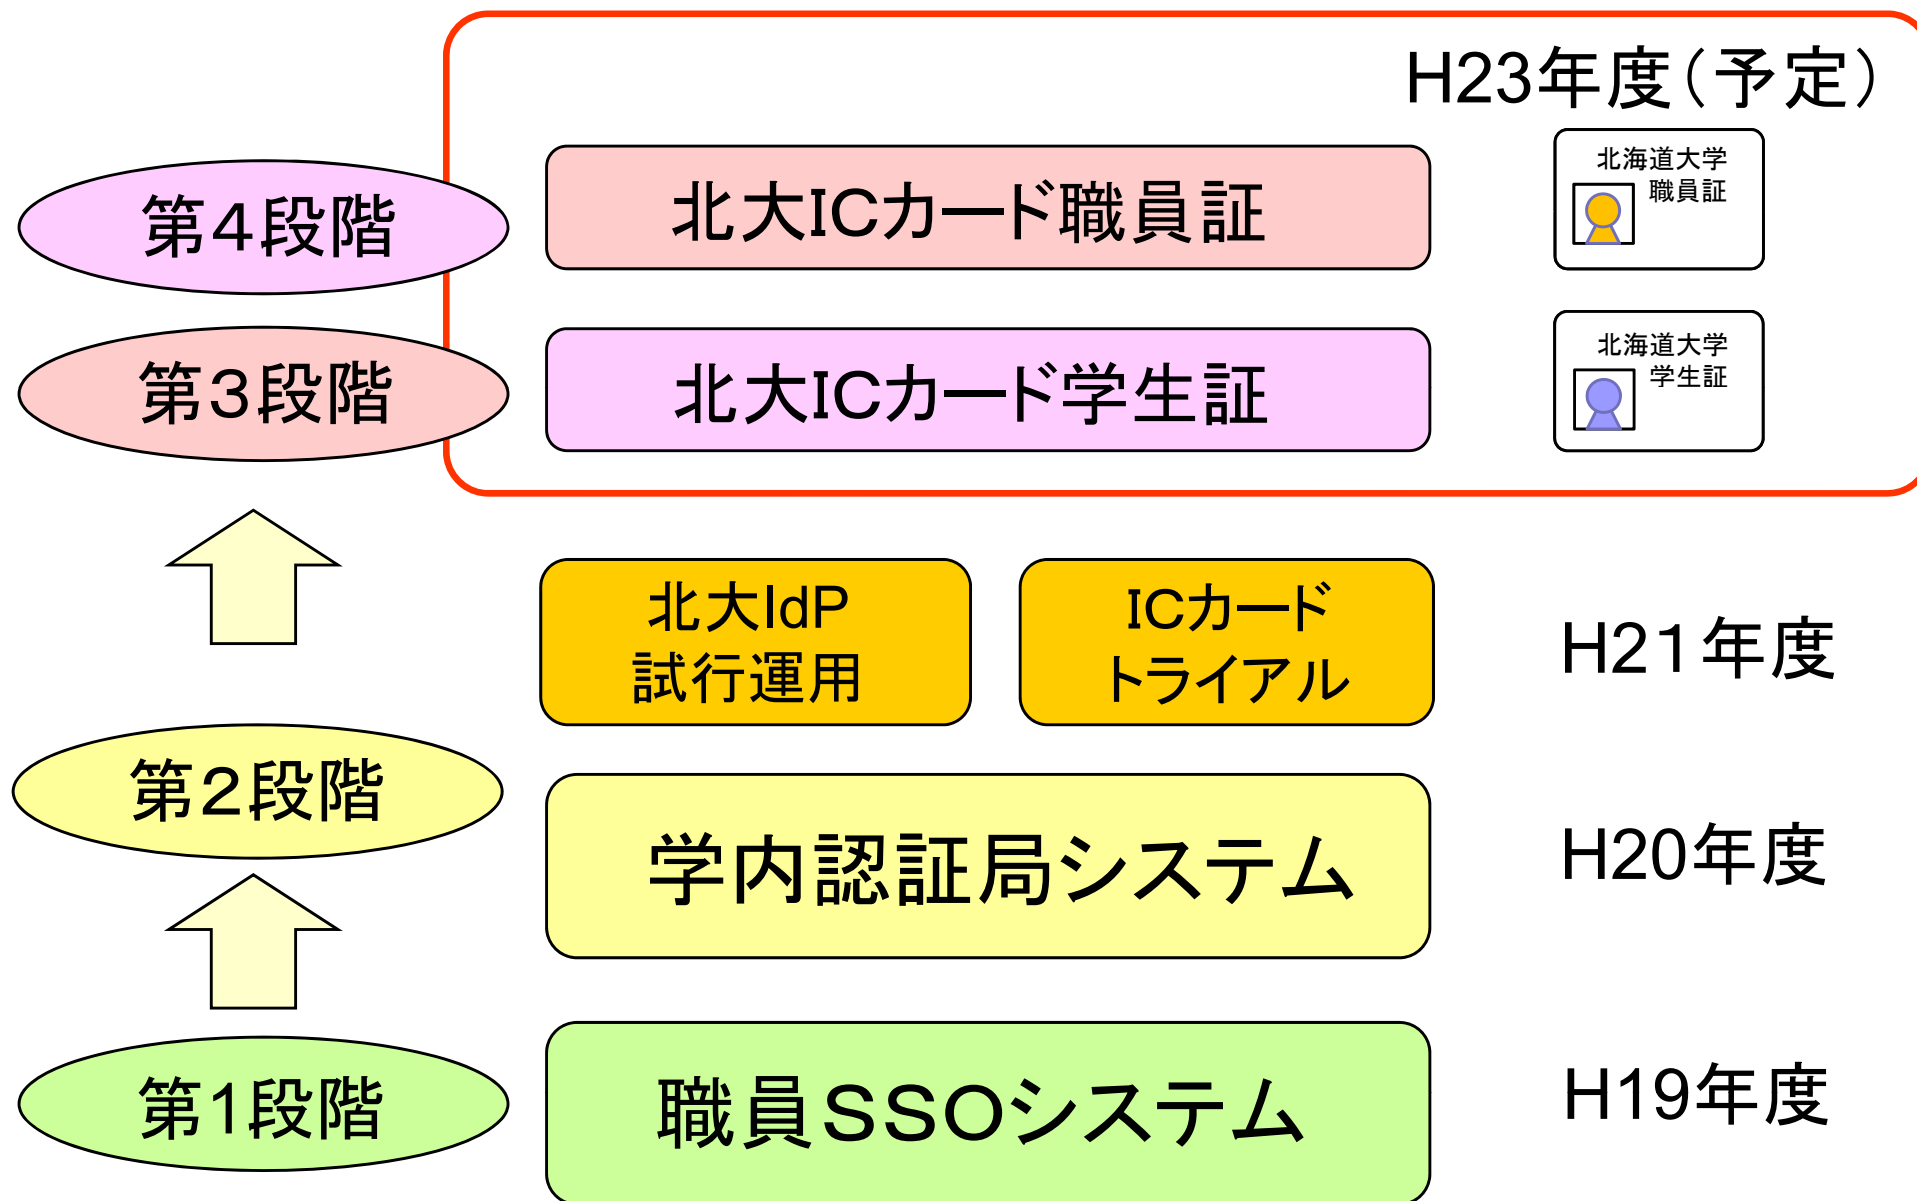 H23年度（予定）
第４段階
北大ICカード職員証
北海道大学
職員証
第３段階
北大ICカード学生証
北海道大学
学生証
北大IdP
試行運用
ICカード
トライアル
H21年度
第２段階
学内認証局システム
H20年度
第1段階
職員ＳＳＯシステム
H19年度